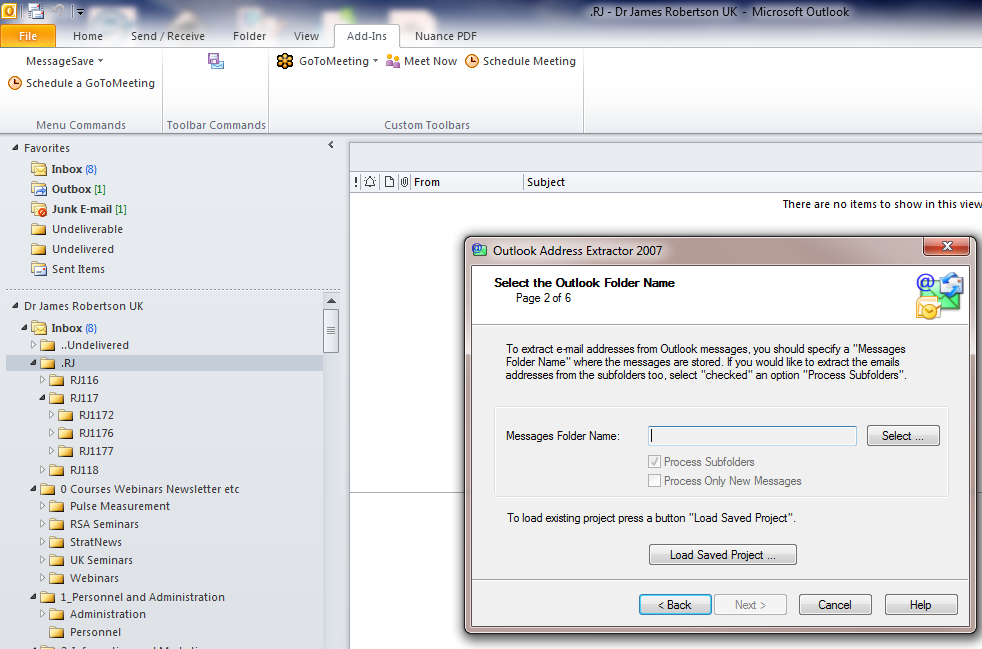 .RJ - Dr James Robertson UK - Microsoft Outlook
File Home Send / Receive Folder View Add-Ins Nuance PDF
MessageSave
Schedule a GoToMeeting
Menu Commands
Toolbar Commands
GoToMeeting Meet Now Schedule Meeting
Custom Toolbars
Favorites
Inbox (8)
Outbox [1]
Junk E-mail [1]
Undeliverable
Undelivered
Sent Items
Dr James Robertson UK
Inbox (8)
..Undelivered
.RJ
RJ116
RJ117
RJ1172
RJ1176
RJ1177
RJ118
0 Courses Webinars Newsletter etc
Pulse Measurement
RSA Seminars
StratNews
UK Seminars
Webinars
1_Personnel and Administration
Administration
Personnel
! From Subject
There are no items to show in this view
Outlook Address Extractor 2007
Select the Outlook Folder Name
Page 2 of 6
To extract e-mail addresses from Outlook messages, you should specify a "Messages
Folder Name" where the messages are stored. If you would like to extract the emails
addresses from the subfolders too, select "checked" an option "Process Subfolders".
Messages Folder Name: Select ...
Process Subfolders
Process Only New Messages
To load existing project press a button "Load Saved Project".
Load Saved Project ...
< Back Next > Cancel Help